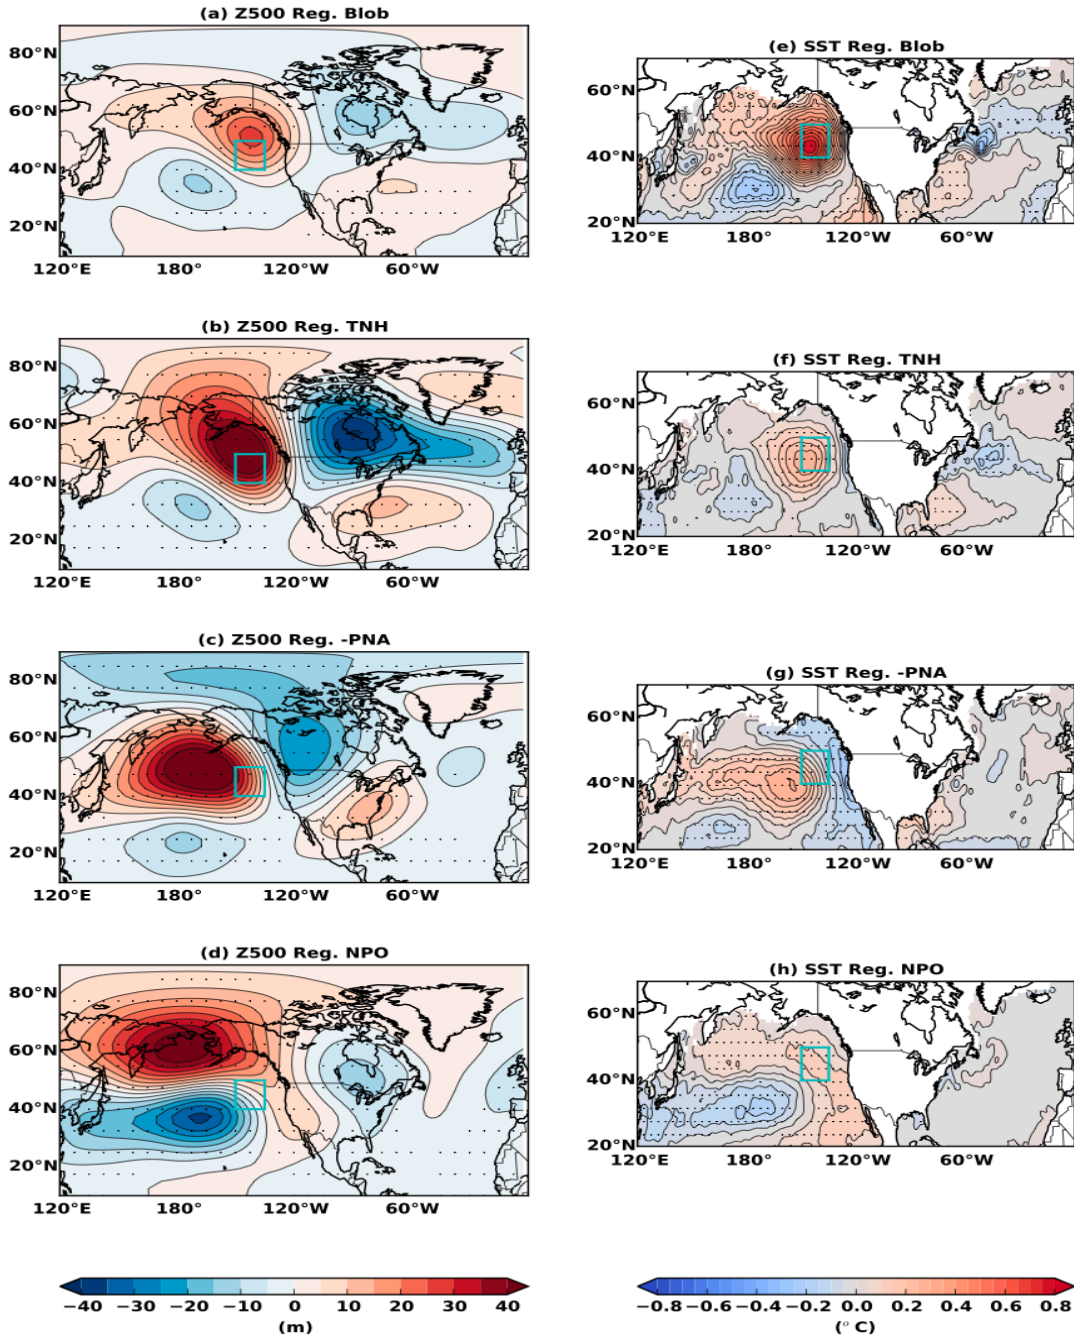 (a) Z500 Reg. Blob
80°N
60°N
40°N
20°N
120°E 180° 120°W 60°W
(e) SST Reg. Blob
60°N
40°N
20°N
120°E 180° 120°W 60°W
(b) Z500 Reg. TNH
80°N
60°N
40°N
20°N
120°E 180° 120°W 60°W
(f) SST Reg. TNH
60°N
40°N
20°N
120°E 180° 120°W 60°W
(c) Z500 Reg. -PNA
80°N
60°N
40°N
20°N
120°E 180° 120°W 60°W
(g) SST Reg. -PNA
60°N
40°N
20°N
120°E 180° 120°W 60°W
(d) Z500 Reg. NPO
80°N
60°N
40°N
20°N
120°E 180° 120°W 60°W
(h) SST Reg. NPO
60°N
40°N
20°N
120°E 180° 120°W 60°W
−40 −30 −20 −10 0 10 20 30 40
(m)
−0.8 −0.6 −0.4 −0.2 0.0 0.2 0.4 0.6 0.8
(° C)